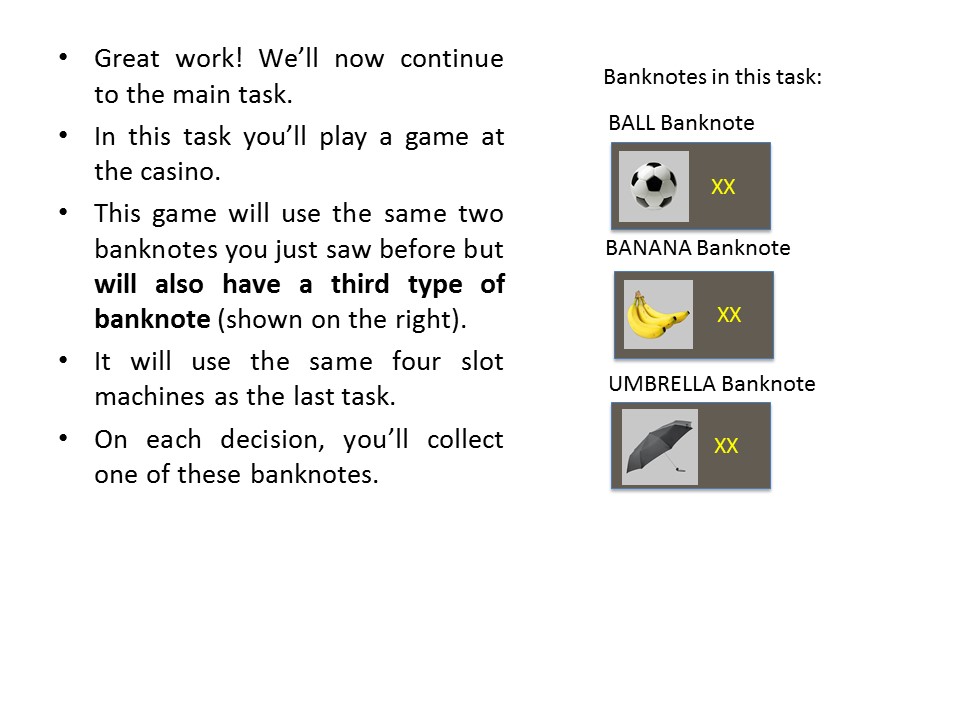 • Great work! We’ll now continue
to the main task.
• In this task you’ll play a game at
the casino.
• This game will use the same two
banknotes you just saw before but
will also have a third type of
banknote (shown on the right).
• It will use the same four slot
machines as the last task.
• On each decision, you’ll collect
one of these banknotes.
Banknotes in this task:
BALL Banknote
XX
BANANA Banknote
XX
UMBRELLA Banknote
XX